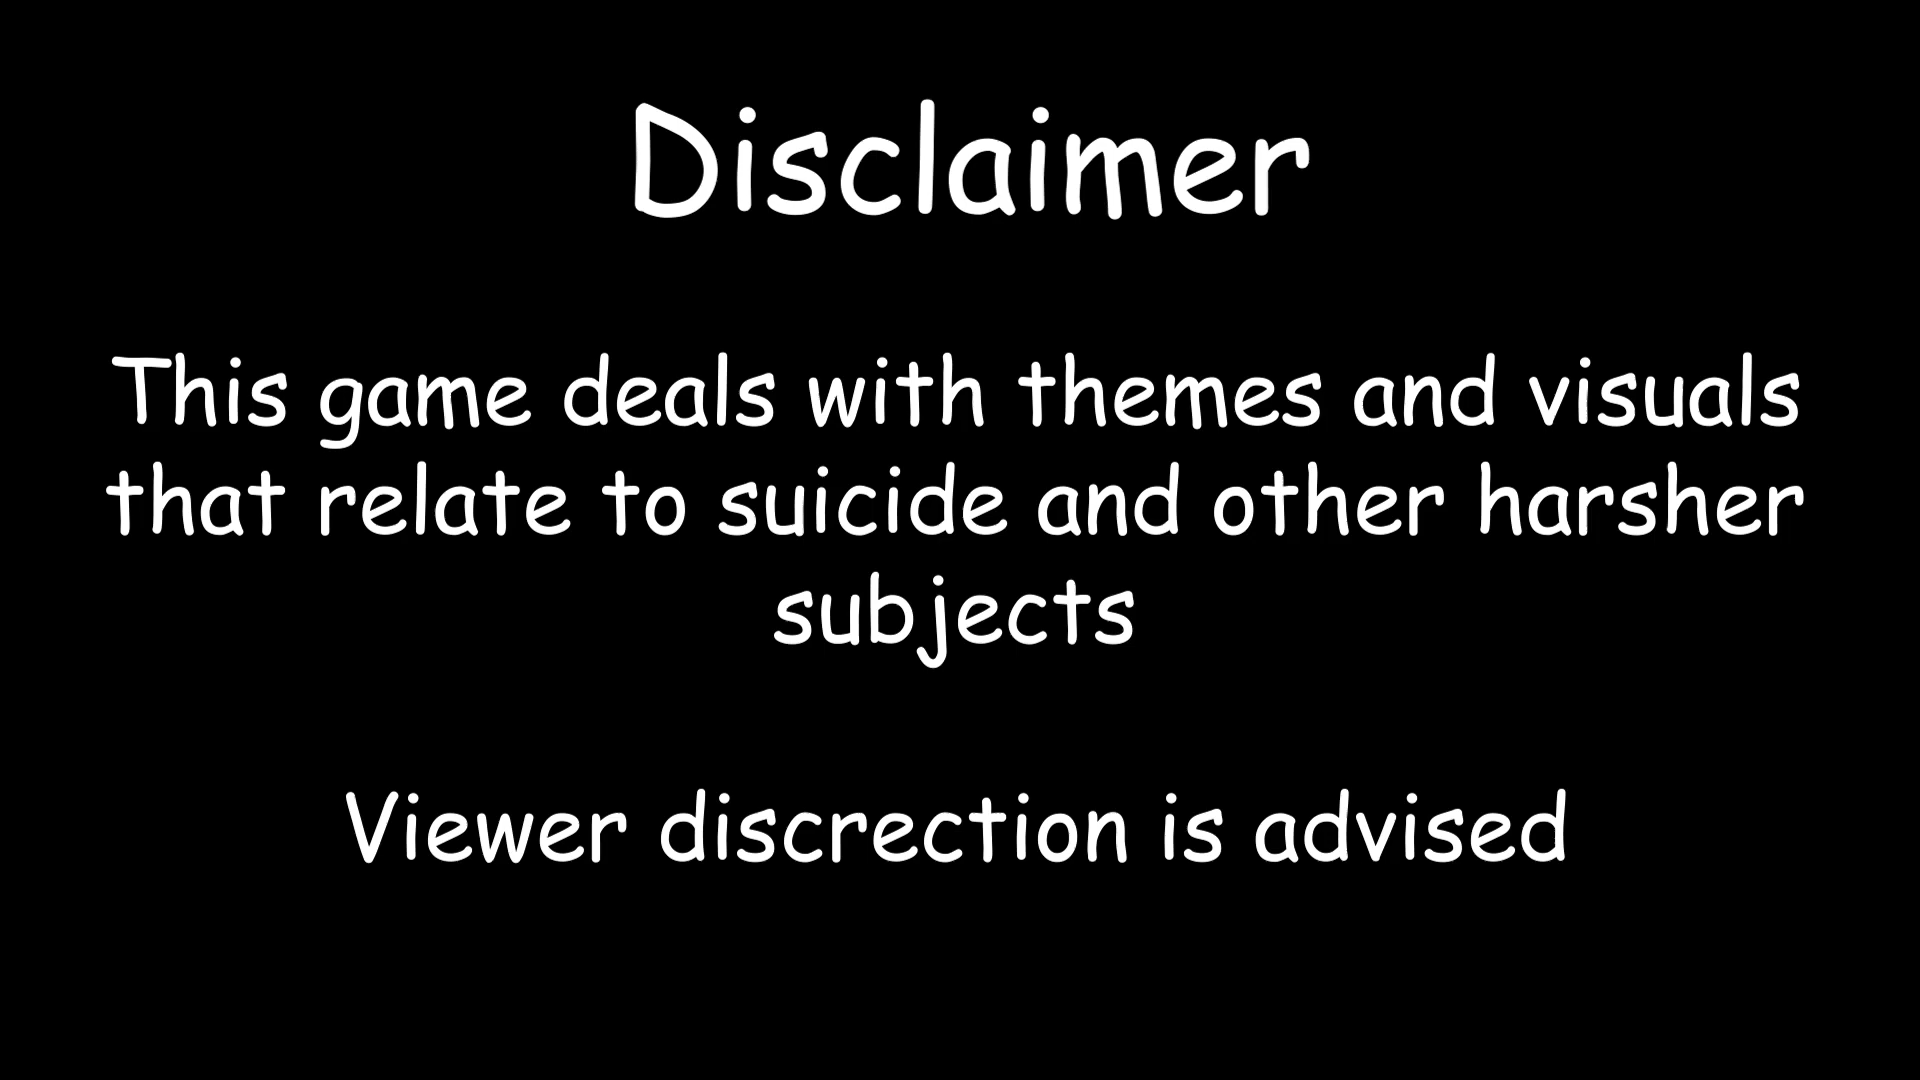 Disclaimer
This game deals with themes and visuals
that relate to suicide and other harsher
subjects
Viewer discrection is advised